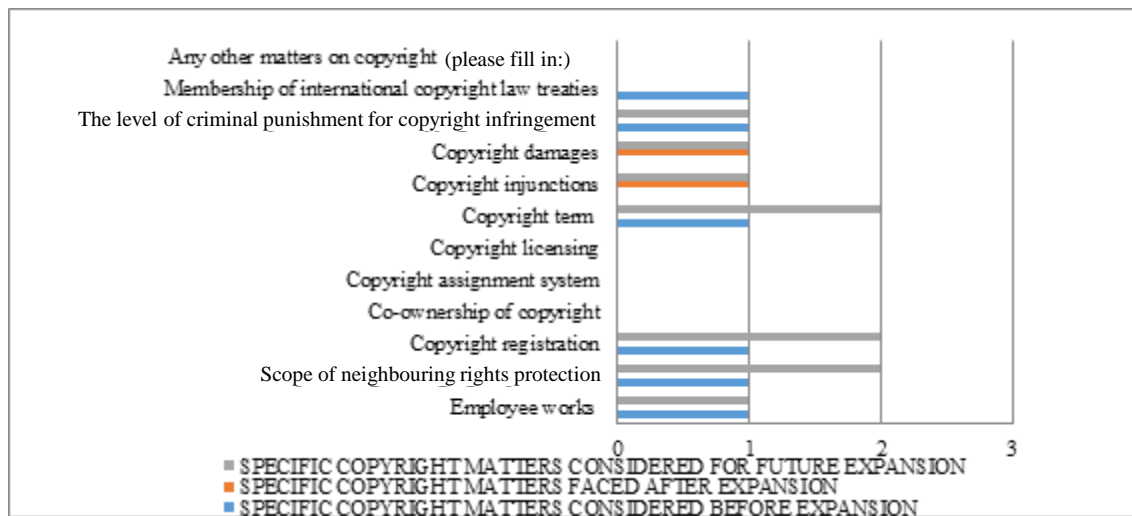 Any other matters on copyright (please fill in:)
Membership of international copyright law treaties
The level of criminal punishment for copyright infringement
Copyright damages
Copyright injunctions
Copyright term
Copyright licensing
Copyright assignment system
Co-ownership of copyright
Copyright registration
Scope of neighbouring rights protection
Employee works
0 1 2 3
SPECIFIC COPYRIGHT MATTERS CONSIDERED FOR FUTURE EXPANSION
SPECIFIC COPYRIGHT MATTERS FACED AFTER EXPANSION
SPECIFIC COPYRIGHT MATTERS CONSIDERED BEFORE EXPANSION